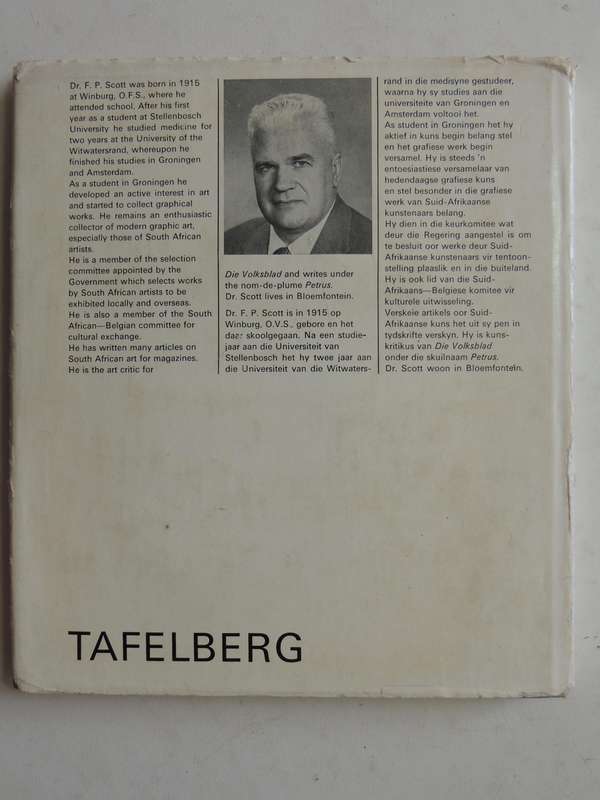 Dr. F. P. Scott was born in 1915
at Winburg, O.F.S., where he
attended school. After his first
year as a student at Stellenbosch
University he studied medicine for
two years at the University of the
Witwatersrand, whereupon he
finished his studies in Groningen
and Amsterdam.
As a student in Groningen he
developed an active interest in art
and started to collect graphical
works. He remains an enthusiastic
collector of modern graphic art,
especially those of South African
artists.
He is a member of the selection
committee appointed by the
Government which selects works
by South African artists to be
exhibited locally and overseas.
He is also a member of the South
African—Belgian committee for
cultural exchange.
He has written many articles on
South African art for magazines.
He is the art critic for
Die Volksblad and writes under
the nom-de-plume Petrus.
Dr. Scott lives in Bloemfontein.
Dr. F. P. Scott is in 1915 op
Winburg, O.V.S., gebore en het
daar skoolgegaan. Na een studie-
jaar aan die Universiteit van
Stellenbosch het hy twee jaar aan
die Universiteit van die Witwaters-
rand in die medisyne gestudeer,
waarna hy sy studies aan die
universiteite van Groningen en
Amsterdam voltooi het.
As student in Groningen het hy
aktief in kuns begin belang stel
en het grafiese werk begin
versamel. Hy is steeds 'n
entoesiastiese versamelaar van
hedendaagse grafiese kuns
en stel besonder in die grafiese
werk van Suid-Afrikaanse
kunstenaars belang.
Hy dien in die keurkomitee wat
deur die Regering aangestel is om
te besluit oor werke deur Suid-
Afrikaanse kunstenaars vir tentoon-
stelling plaaslik en in die buiteland.
Hy is ook lid van die Suid-
Afrikaans—Belgiese komitee vir
kulturele uitwisseling.
Verskeie artikels oor Suid-
Afrikaanse kuns het uit sy pen in
tydskrifte verskyn. Hy is kuns-
kritikus van Die Volksblad
onder die skuilnaam Petrus.
Dr. Scott woon in Bloemfontein.
TAFELBERG